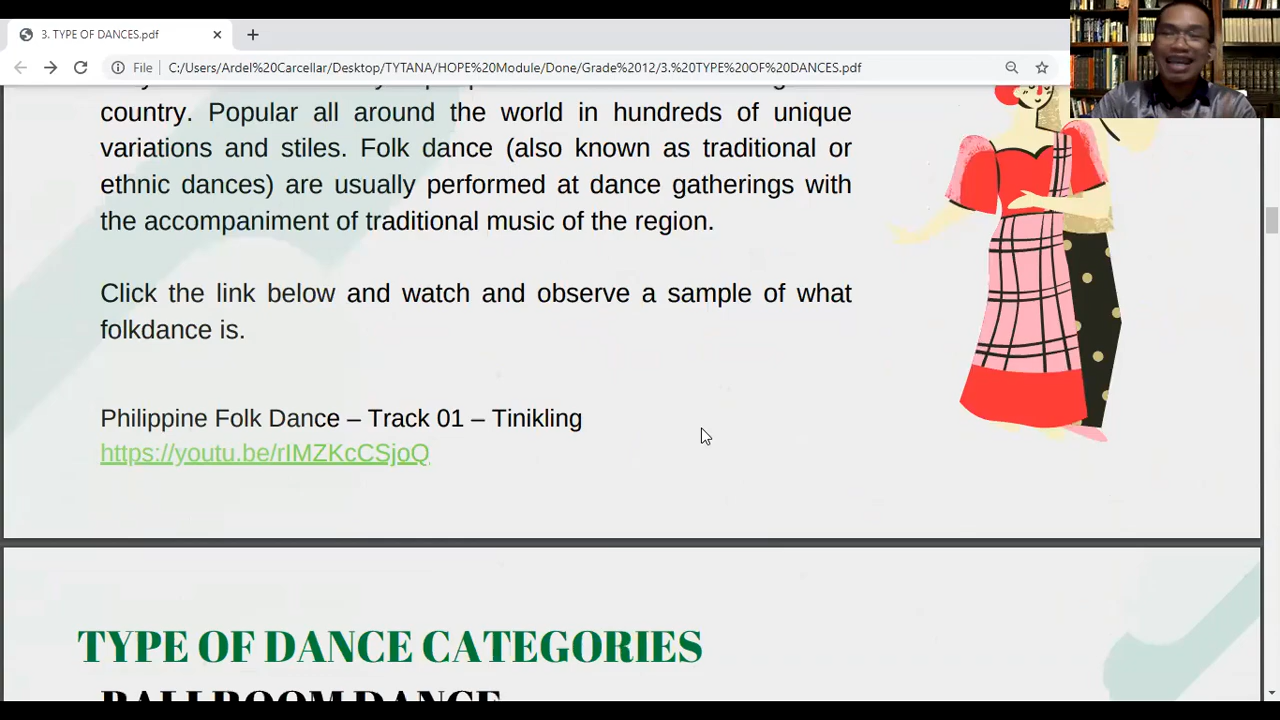 3. TYPE OF DANCES.pdf
File
C:/Users/Ardel%20Carcellar/Desktop/TYTANA/HOPE%20Module/Done/Grade%2012/3.%20TYPE%20OF%20DANCES.pdf
country. Popular all around the world in hundreds of unique
variations and stiles. Folk dance (also known as traditional or
ethnic dances) are usually performed at dance gatherings with
the accompaniment of traditional music of the region.
Click the link below and watch and observe a sample of what
folkdance is.
Philippine Folk Dance – Track 01 – Tinikling
https://youtu.be/rIMZKcCSjoQ
TYPE OF DANCE CATEGORIES
BALLROOM DANCE